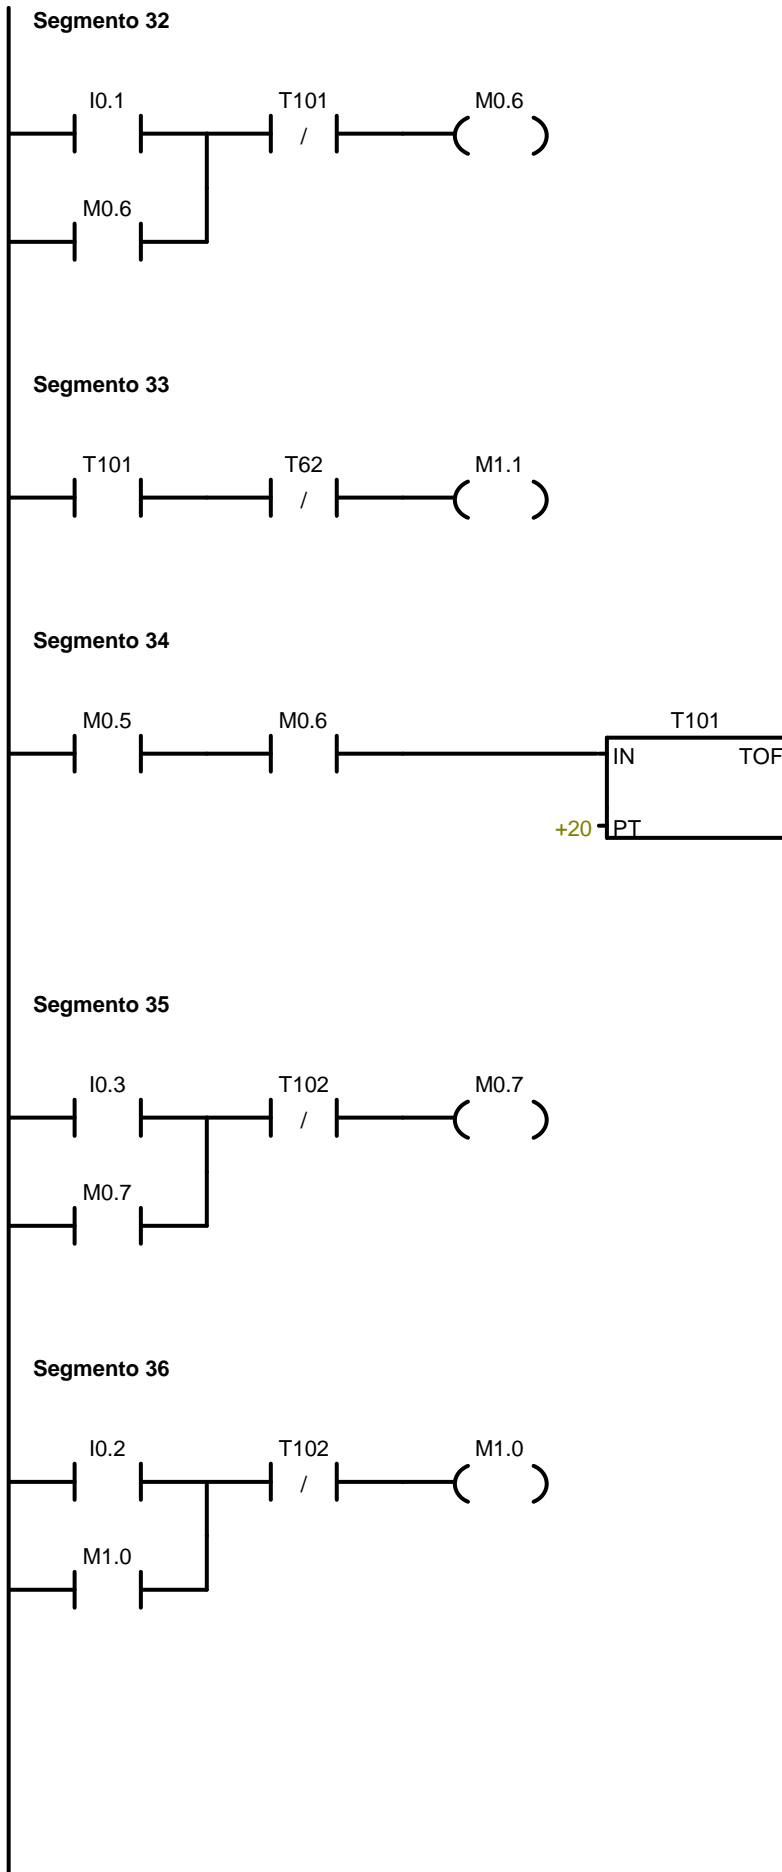 Segmento 32
I0.1 T101 M0.6
/
M0.6
Segmento 33
T101 T62 M1.1
/
Segmento 34
M0.5 M0.6 T101
IN TOF
+20 PT
Segmento 35
I0.3 T102 M0.7
/
M0.7
Segmento 36
I0.2 T102 M1.0
/
M1.0